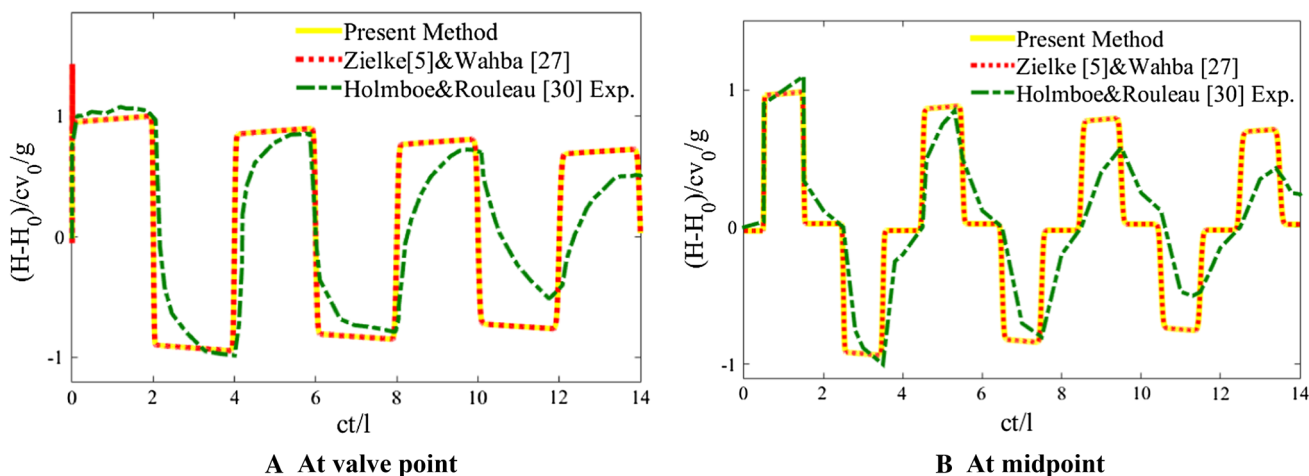 Present Method
Zielke[5]&Wahba [27]
Holmboe&Rouleau [30] Exp.
(H-H0)/cv0/g
1
0
-1
0 2 4 6 8 10 12 14
ct/l
A At valve point
Present Method
Zielke [5]&Wahba [27]
Holmboe&Rouleau [30] Exp.
(H-H0)/cv0/g
1
0
-1
0 2 4 6 8 10 12 14
ct/l
B At midpoint